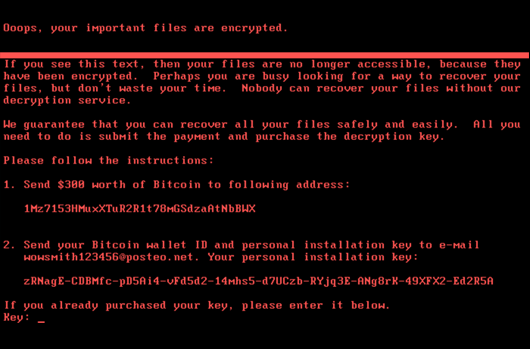 Ooops, your important files are encrypted.
If you see this text, then your files are no longer accessible, because they
have been encrypted. Perhaps you are busy looking for a way to recover your
files, but don't waste your time. Nobody can recover your files without our
decryption service.
We guarantee that you can recover all your files safely and easily. All you
need to do is submit the payment and purchase the decryption key.
Please follow the instructions:
1. Send $300 worth of Bitcoin to following address:
1Mz7153HMuxXTuR2R1t78mGSdzaAtNbBWX
2. Send your Bitcoin wallet ID and personal installation key to e-mail
wowsmith123456@posteo.net. Your personal installation key:
zRNagE-CDBMfc-pD5Ai4-vFd5d2-14mhs5-d7UCzb-RYjq3E-ANg8rK-49XFX2-Ed2R5A
If you already purchased your key, please enter it below.
Key: _